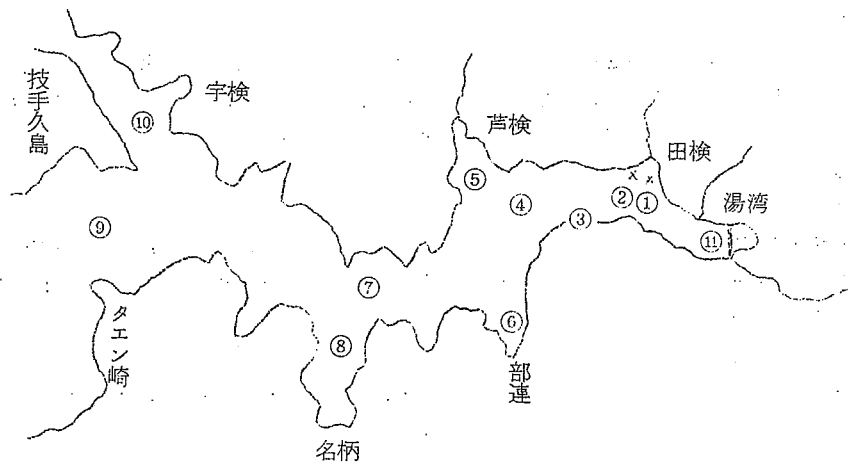 技手久島
宇検
⑩
芦検
⑤
田検
x x
④
②
①
湯湾
③
⑪
⑨
⑦
⑥
部連
⑧
タエン崎
名柄